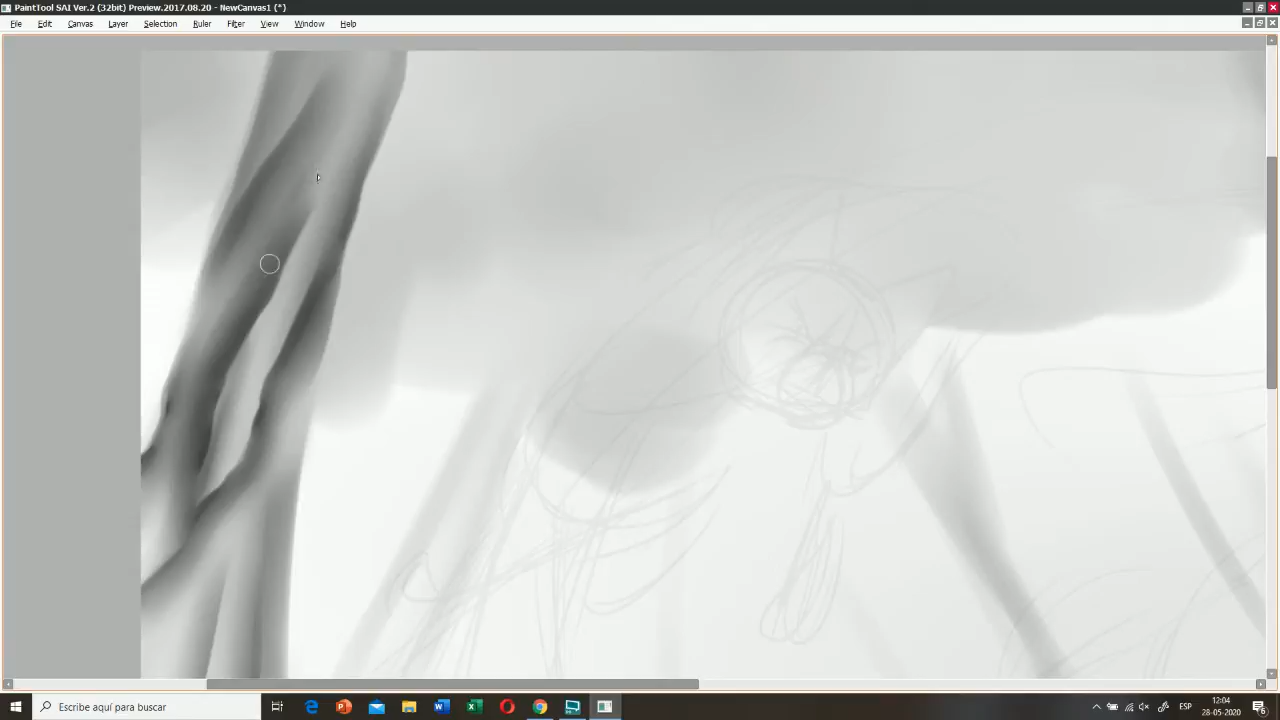 PaintTool SAI Ver.2 (32bit) Preview.2017.08.20 - NewCanvas1 (*)
File Edit Canvas Layer Selection Ruler Filter View Window Help
Escribe aquí para buscar
ESP
12:04
28-05-2020
6